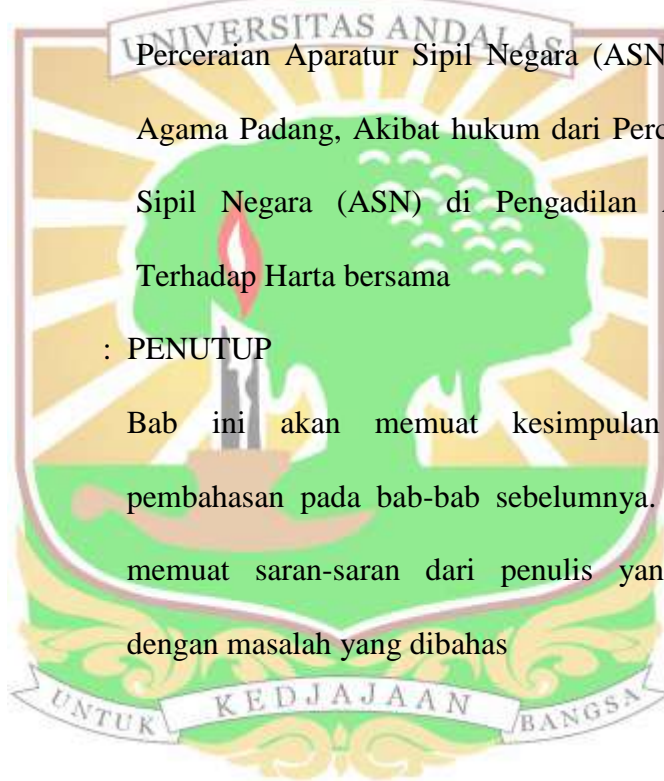 UNIVERSITAS ANDALAS
Perceraian Aparatur Sipil Negara (ASN
Agama Padang, Akibat hukum dari Perc
Sipil Negara (ASN) di Pengadilan
Terhadap Harta bersama
: PENUTUP
Bab ini akan memuat kesimpulan
pembahasan pada bab-bab sebelumnya.
memuat saran-saran dari penulis yan
dengan masalah yang dibahas
UNTUK KEDJAJAAN BANGSA